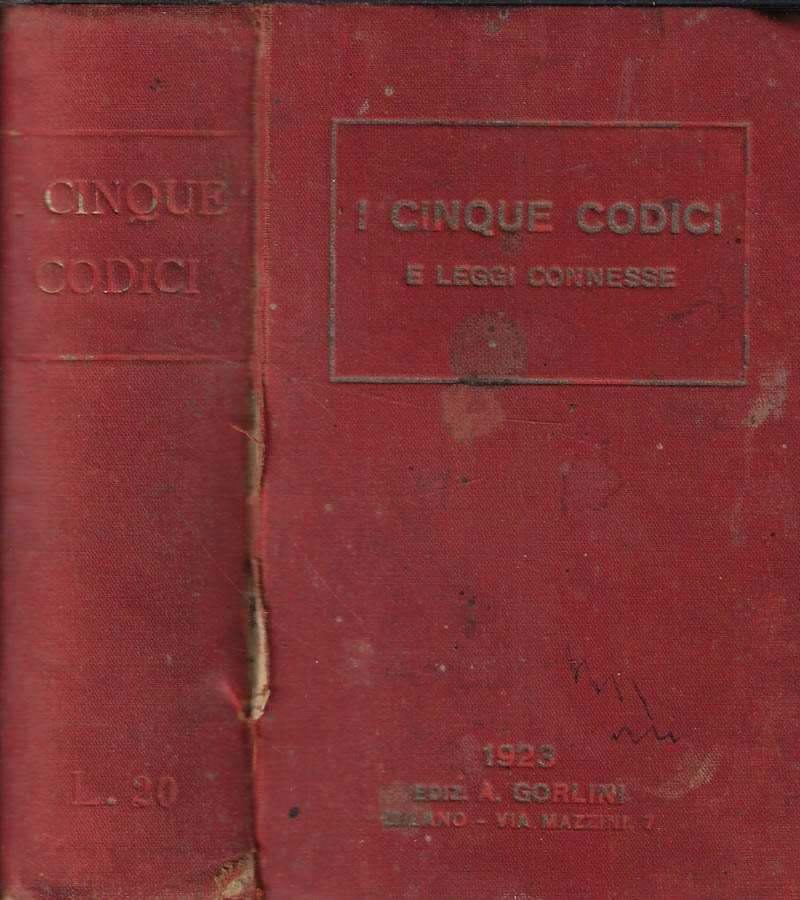 I CINQUE
CODICI
L. 20
I CINQUE CODICI
E LEGGI CONNESSE
1923
EDIZ. A. GORLINI
MILANO - VIA MAZZINI, 7